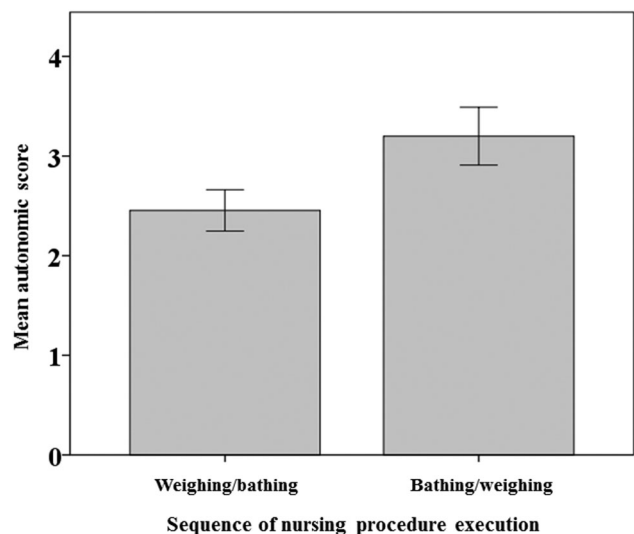 Mean autonomic score
4
3
2
1
0
Weighing/bathing
Bathing/weighing
Sequence of nursing procedure execution